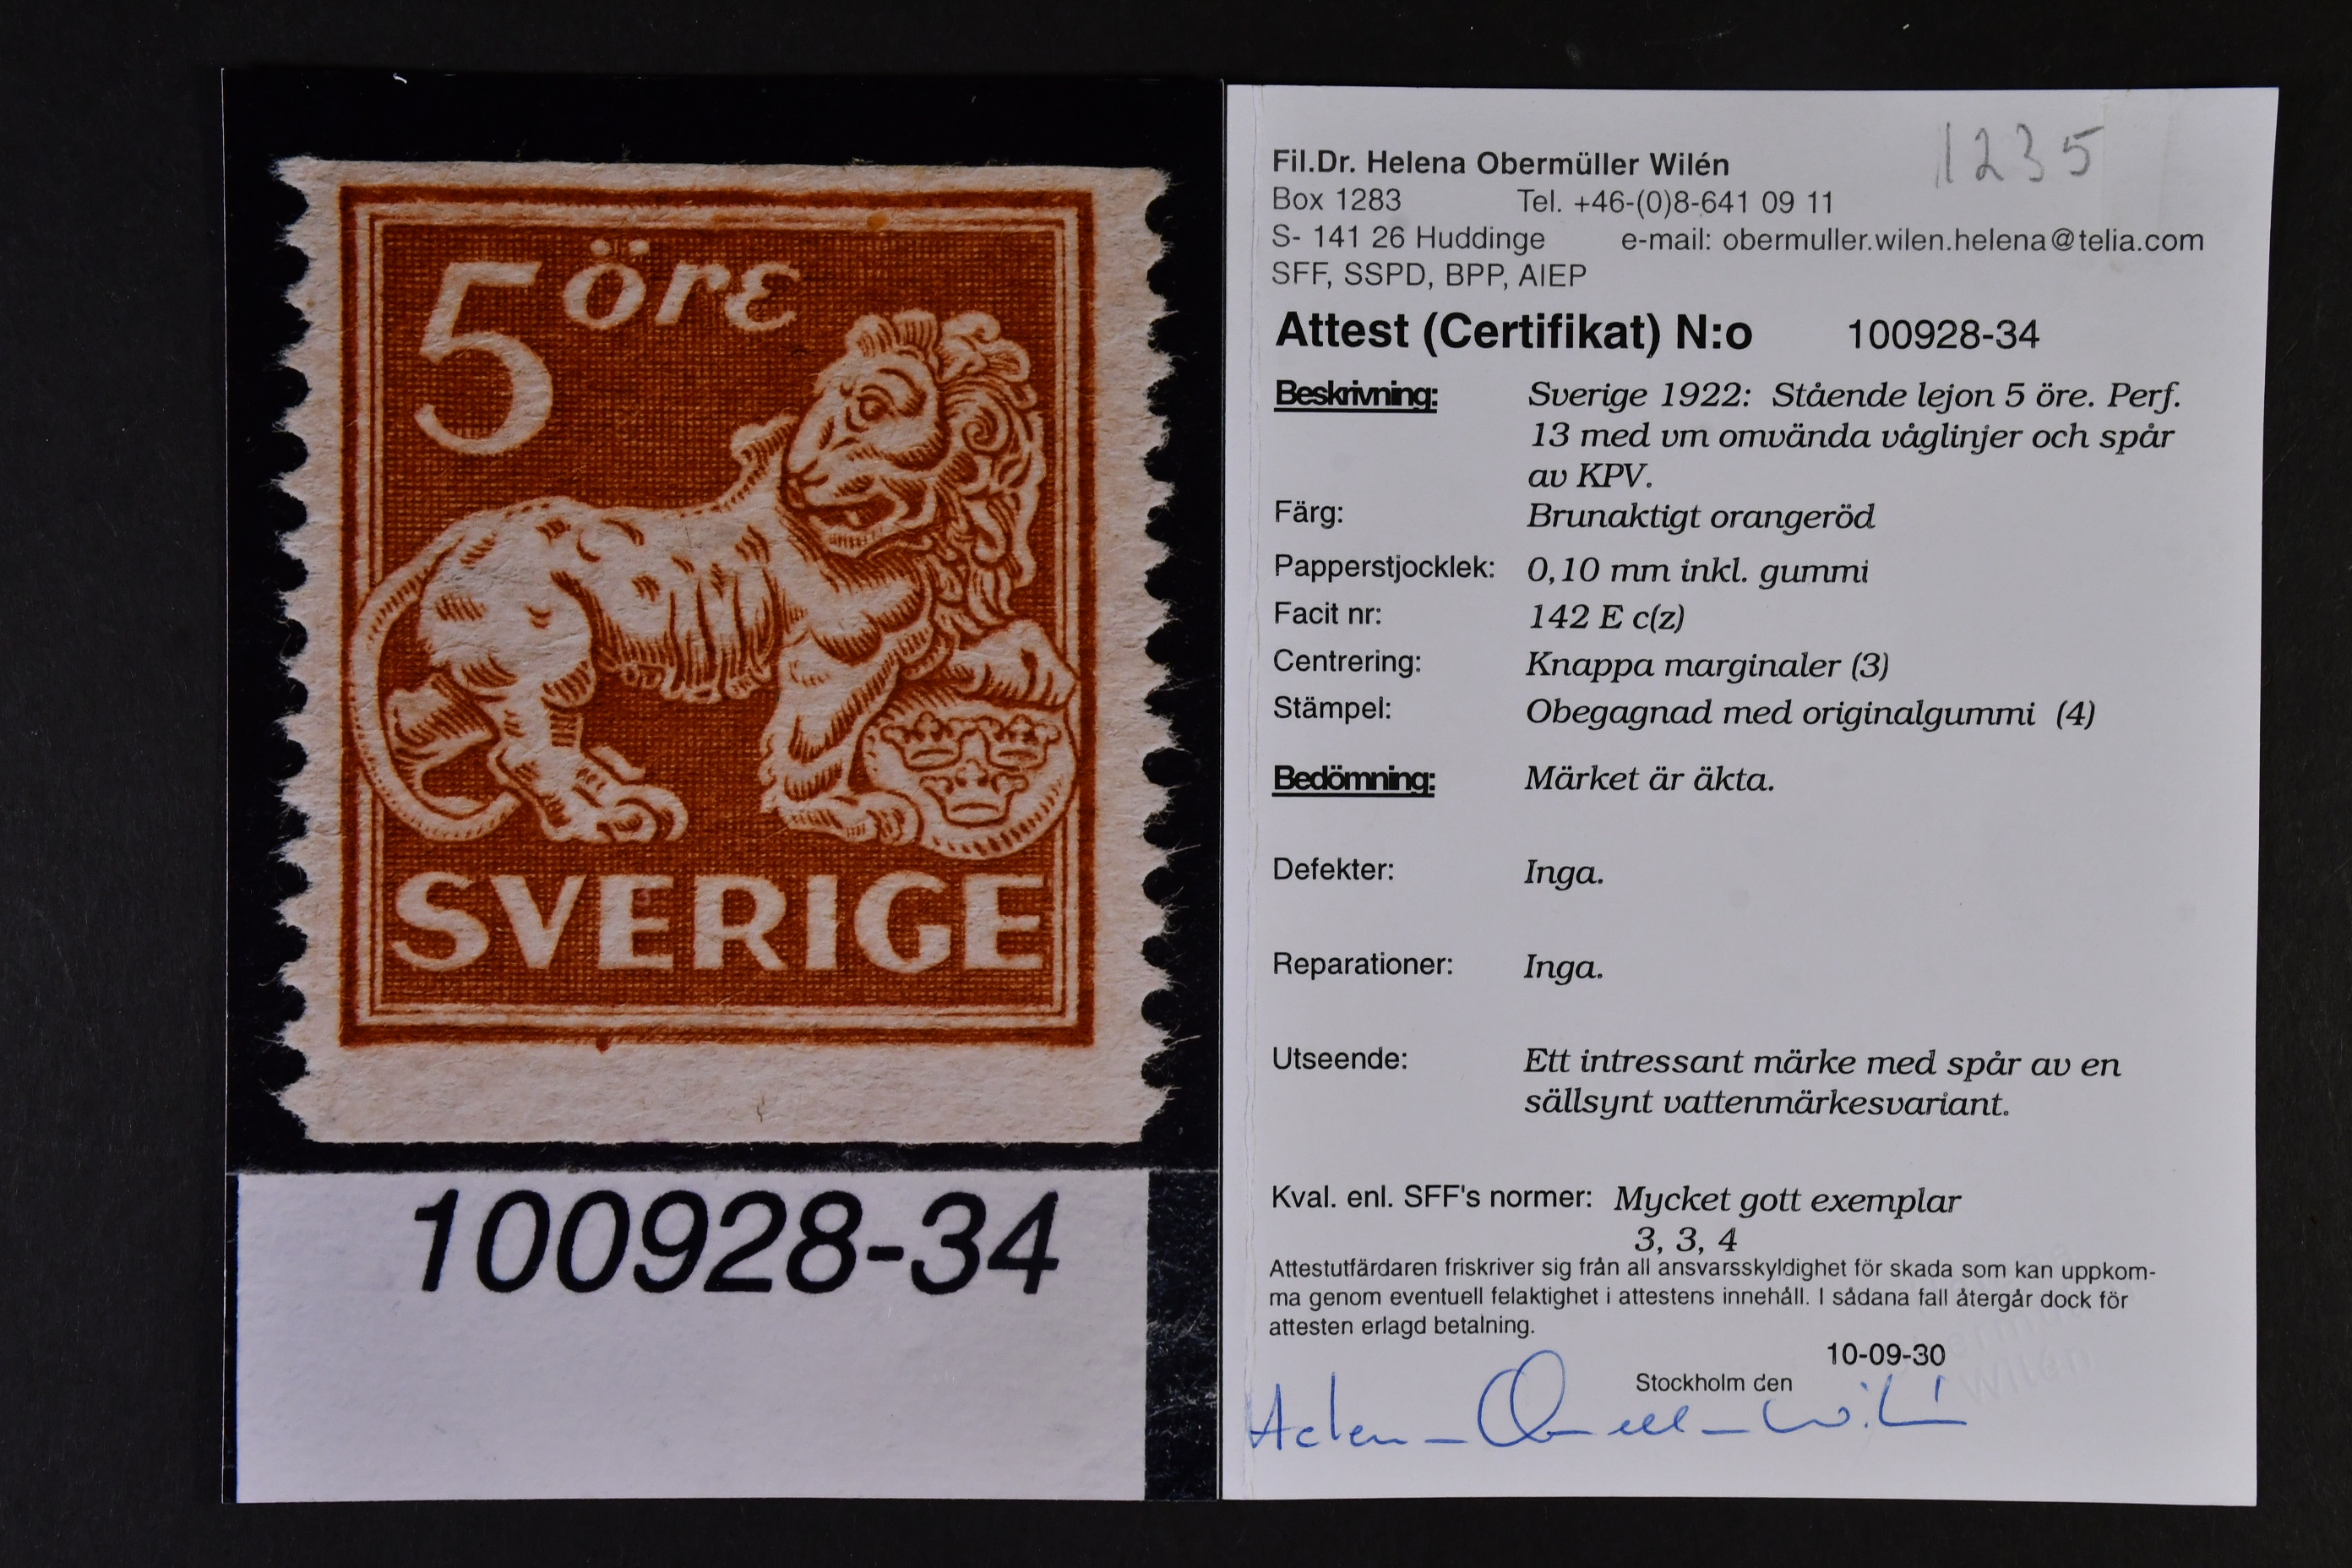 5 öre
SVERIGE
100928-34
1235
Fil.Dr. Helena Obermüller Wilén
Box 1283 Tel. +46-(0)8-641 09 11
S- 141 26 Huddinge e-mail: obermuller.wilen.helena@telia.com
SFF, SSPD, BPP, AIEP
Attest (Certifikat) N:o 100928-34
Beskrivning: Sverige 1922: Stående lejon 5 öre. Perf.
13 med vm omvända våglinjer och spår
av KPV.
Färg: Brunaktigt orangeröd
Papperstjocklek: 0,10 mm inkl. gummi
Facit nr: 142 E c(z)
Centrering: Knappa marginaler (3)
Stämpel: Obegagnad med originalgummi (4)
Bedömning: Märket är äkta.
Defekter: Inga.
Reparationer: Inga.
Utseende: Ett intressant märke med spår av en
sällsynt vattenmärkesvariant.
Kval. enl. SFF's normer: Mycket gott exemplar
3, 3, 4
Attestutfärdaren friskriver sig från all ansvarsskyldighet för skada som kan uppkom-
ma genom eventuell felaktighet i attestens innehåll. I sådana fall återgår dock för
attesten erlagd betalning.
10-09-30
Stockholm den